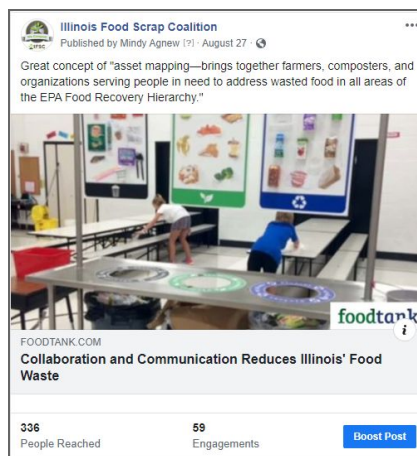 Illinois Food Scrap Coalition
Published by Mindy Agnew [?] · August 27 ·
Great concept of "asset mapping—brings together farmers, composters, and
organizations serving people in need to address wasted food in all areas of
the EPA Food Recovery Hierarchy."
foodtank
i
FOODTANK.COM
Collaboration and Communication Reduces Illinois' Food
Waste
336
People Reached
59
Engagements
Boost Post